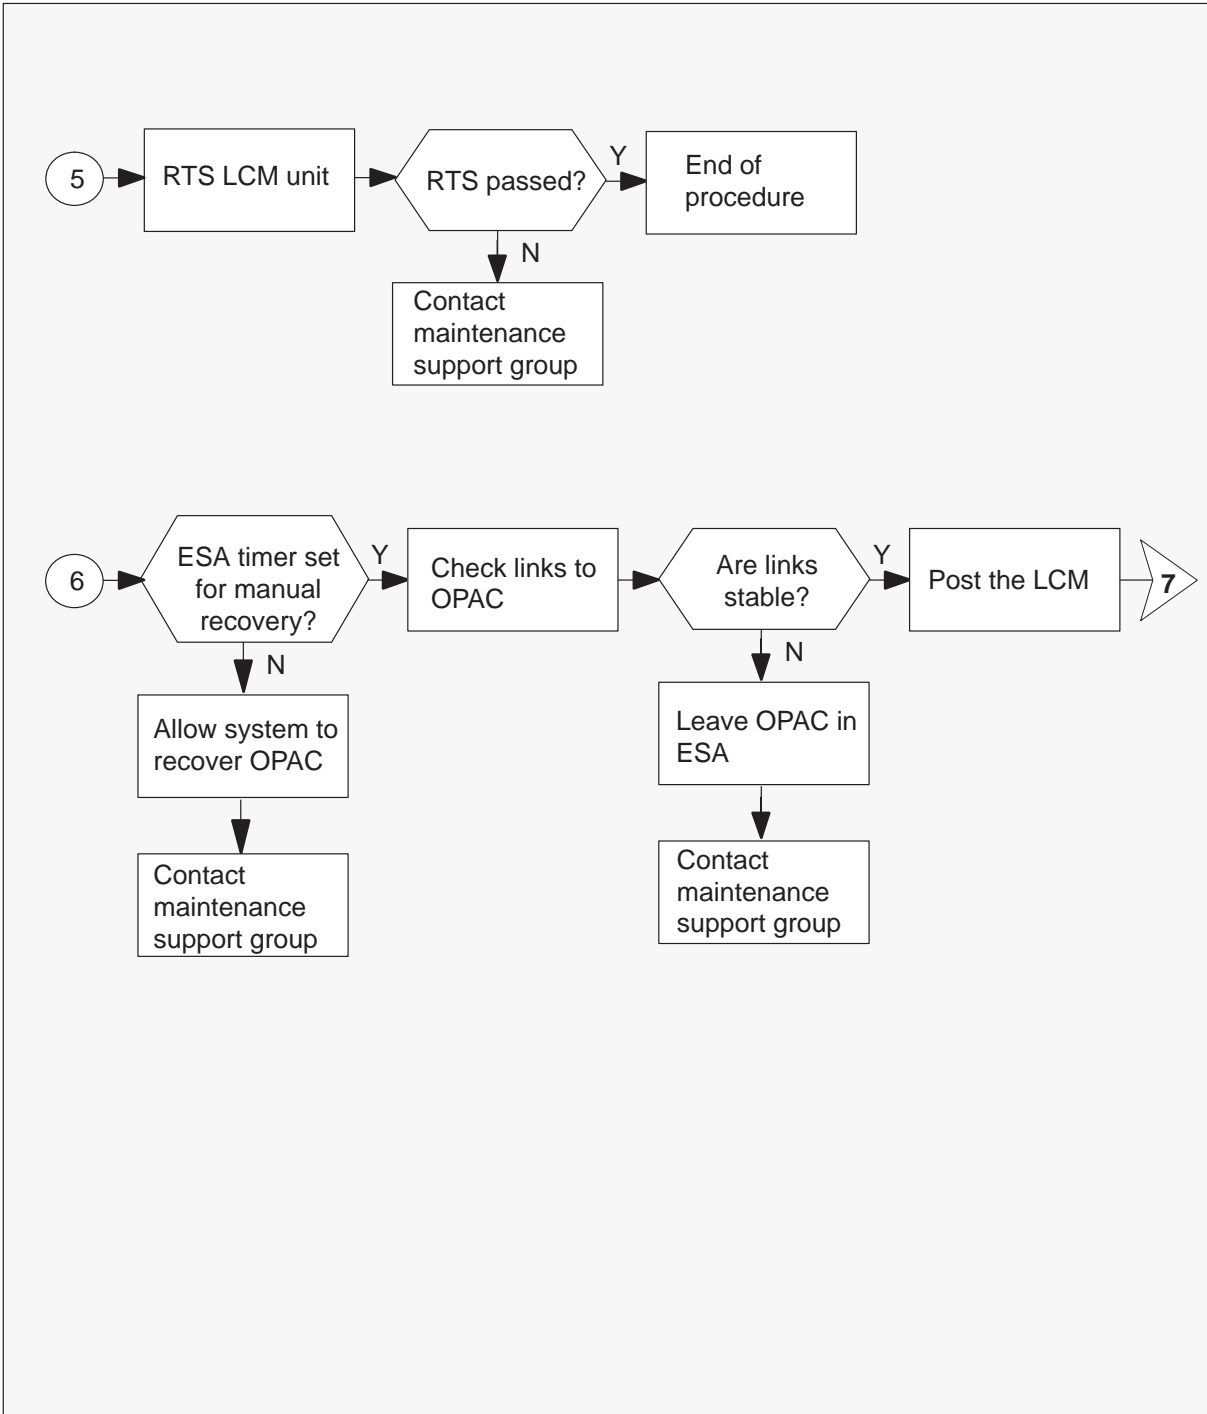 5
RTS LCM unit
RTS passed?
Y
End of
procedure
N
Contact
maintenance
support group
6
ESA timer set
for manual
recovery?
Y
Check links to
OPAC
Are links
stable?
Y
Post the LCM
7
N
Allow system to
recover OPAC
Contact
maintenance
support group
N
Leave OPAC in
ESA
Contact
maintenance
support group